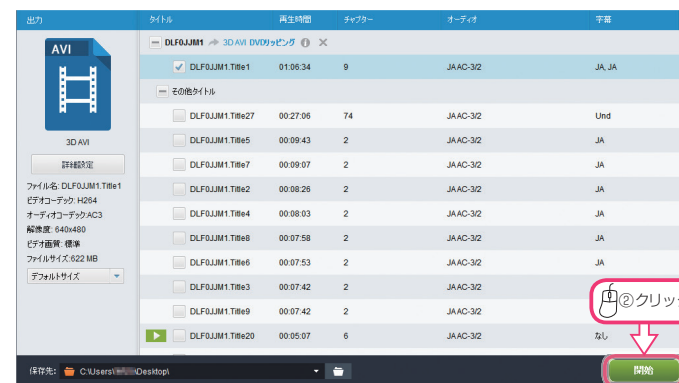 出力 タイトル 再生時間 チャプター オーディオ 字幕
AVI
3D AVI
詳細設定
ファイル名: DLF0JJM1.Title1
ビデオコーデック: H264
オーディオコーデック:AC3
解像度: 640x480
ビデオ画質: 標準
ファイルサイズ:622 MB
デフォルトサイズ
DLF0JJM1 3D AVI DVDリッピング
DLF0JJM1.Title1 01:06:34 9 JA AC-3/2 JA, JA
その他タイトル
DLF0JJM1.Title27 00:27:06 74 JA AC-3/2 Und
DLF0JJM1.Title5 00:09:43 2 JA AC-3/2 JA
DLF0JJM1.Title7 00:09:07 2 JA AC-3/2 JA
DLF0JJM1.Title2 00:08:26 2 JA AC-3/2 JA
DLF0JJM1.Title4 00:08:03 2 JA AC-3/2 JA
DLF0JJM1.Title8 00:07:58 2 JA AC-3/2 JA
DLF0JJM1.Title6 00:07:53 2 JA AC-3/2 JA
DLF0JJM1.Title3 00:07:42 2 JA AC-3/2
DLF0JJM1.Title9 00:07:42 2 JA AC-3/2
DLF0JJM1.Title20 00:05:07 6 JA AC-3/2 なし
②クリック
保存先: C:\Users\ \Desktop\
開始